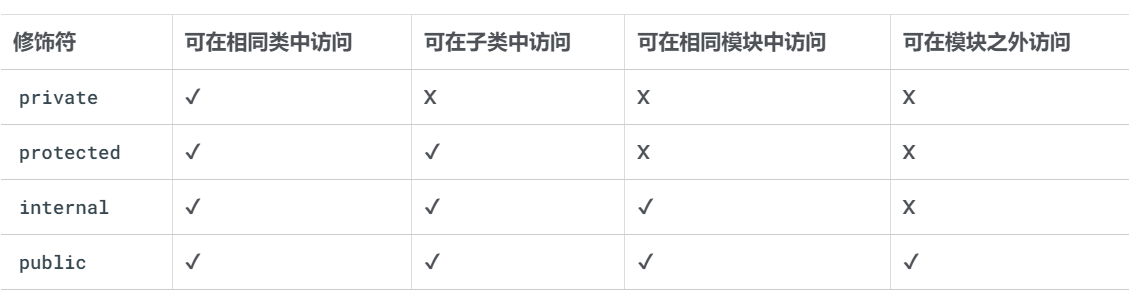 修饰符 可在相同类中访问 可在子类中访问 可在相同模块中访问 可在模块之外访问
private ✓ X X X
protected ✓ ✓ X X
internal ✓ ✓ ✓ X
public ✓ ✓ ✓ ✓